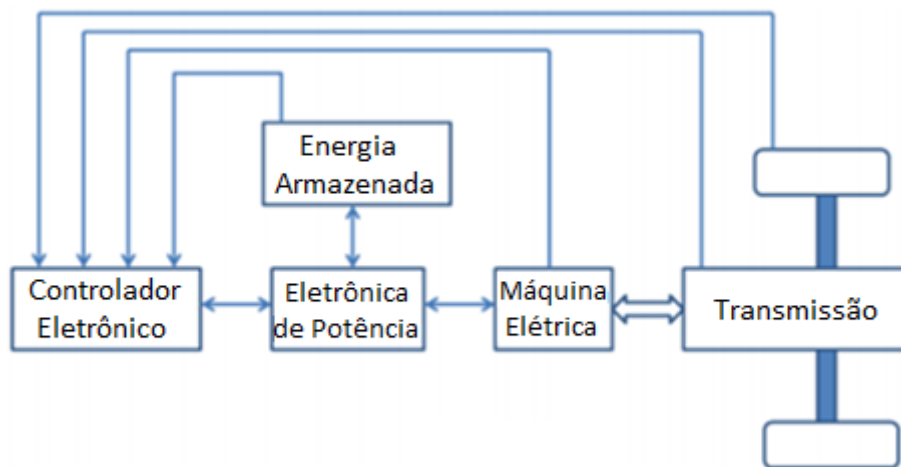 Energia
Armazenada
Controlador
Eletrônico
Eletrônica
de Potência
Máquina
Elétrica
Transmissão